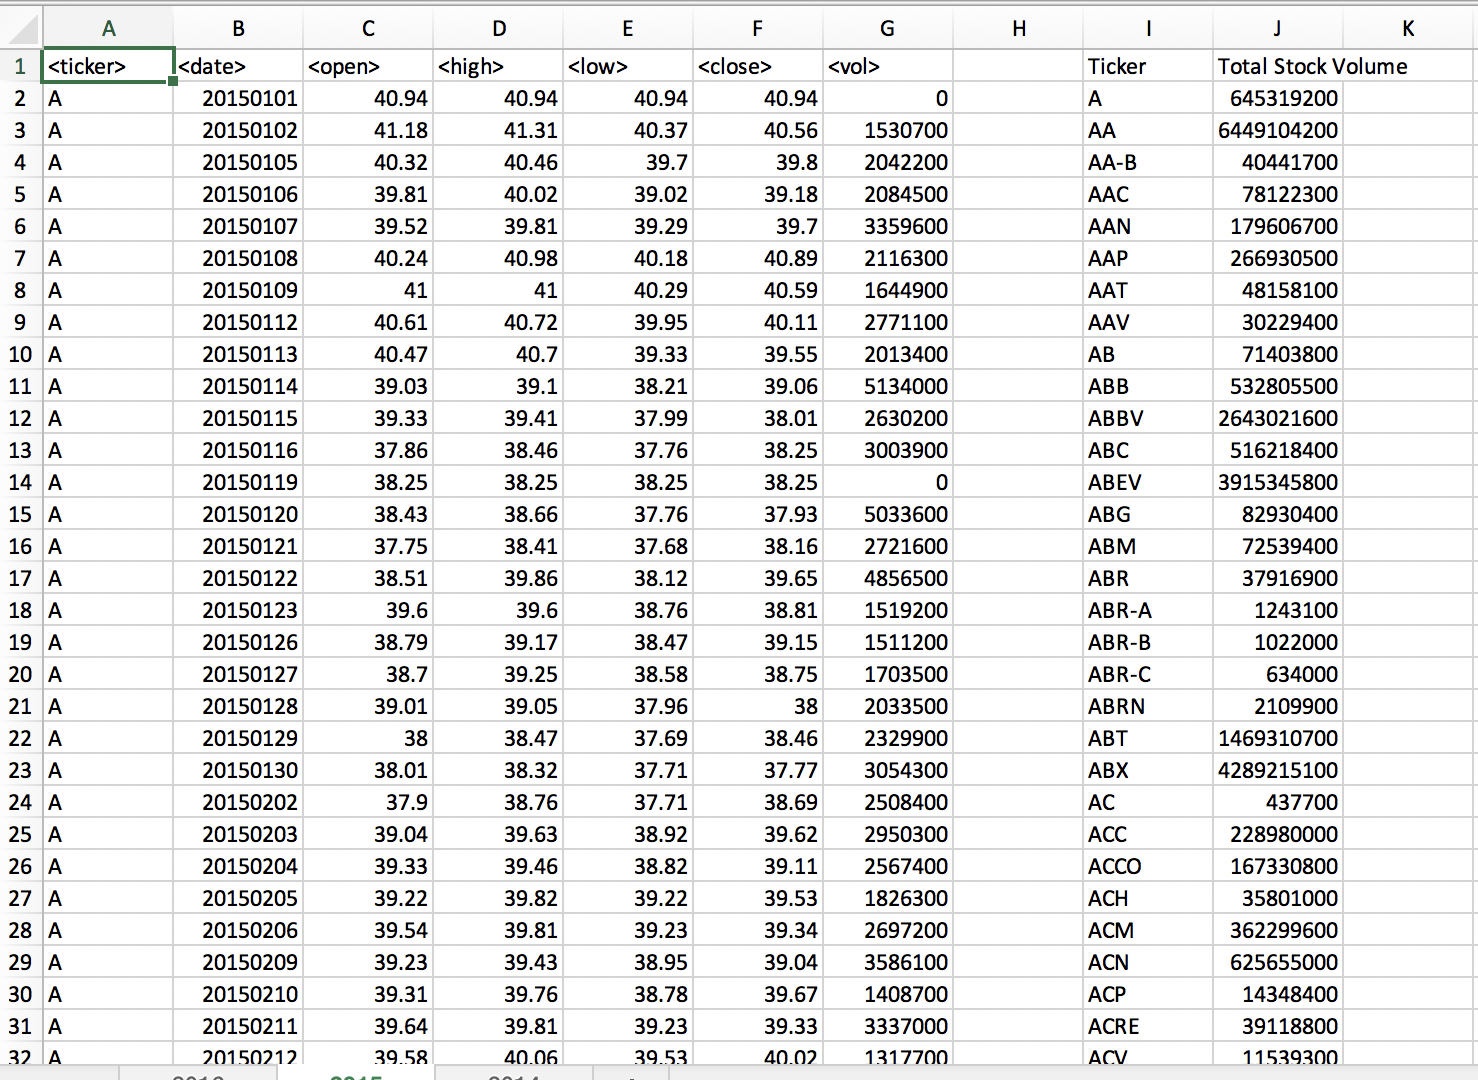 A B C D E F G H I J K
1 <ticker> <date> <open> <high> <low> <close> <vol> Ticker Total Stock Volume
2 A 20150101 40.94 40.94 40.94 40.94 0 A 645319200
3 A 20150102 41.18 41.31 40.37 40.56 1530700 AA 6449104200
4 A 20150105 40.32 40.46 39.7 39.8 2042200 AA-B 40441700
5 A 20150106 39.81 40.02 39.02 39.18 2084500 AAC 78122300
6 A 20150107 39.52 39.81 39.29 39.7 3359600 AAN 179606700
7 A 20150108 40.24 40.98 40.18 40.89 2116300 AAP 266930500
8 A 20150109 41 41 40.29 40.59 1644900 AAT 48158100
9 A 20150112 40.61 40.72 39.95 40.11 2771100 AAV 30229400
10 A 20150113 40.47 40.7 39.33 39.55 2013400 AB 71403800
11 A 20150114 39.03 39.1 38.21 39.06 5134000 ABB 532805500
12 A 20150115 39.33 39.41 37.99 38.01 2630200 ABBV 2643021600
13 A 20150116 37.86 38.46 37.76 38.25 3003900 ABC 516218400
14 A 20150119 38.25 38.25 38.25 38.25 0 ABEV 3915345800
15 A 20150120 38.43 38.66 37.76 37.93 5033600 ABG 82930400
16 A 20150121 37.75 38.41 37.68 38.16 2721600 ABM 72539400
17 A 20150122 38.51 39.86 38.12 39.65 4856500 ABR 37916900
18 A 20150123 39.6 39.6 38.76 38.81 1519200 ABR-A 1243100
19 A 20150126 38.79 39.17 38.47 39.15 1511200 ABR-B 1022000
20 A 20150127 38.7 39.25 38.58 38.75 1703500 ABR-C 634000
21 A 20150128 39.01 39.05 37.96 38 2033500 ABRN 2109900
22 A 20150129 38 38.47 37.69 38.46 2329900 ABT 1469310700
23 A 20150130 38.01 38.32 37.71 37.77 3054300 ABX 4289215100
24 A 20150202 37.9 38.76 37.71 38.69 2508400 AC 437700
25 A 20150203 39.04 39.63 38.92 39.62 2950300 ACC 228980000
26 A 20150204 39.33 39.46 38.82 39.11 2567400 ACCO 167330800
27 A 20150205 39.22 39.82 39.22 39.53 1826300 ACH 35801000
28 A 20150206 39.54 39.81 39.23 39.34 2697200 ACM 362299600
29 A 20150209 39.23 39.43 38.95 39.04 3586100 ACN 625655000
30 A 20150210 39.31 39.76 38.78 39.67 1408700 ACP 14348400
31 A 20150211 39.64 39.81 39.23 39.33 3337000 ACRE 39118800
32 A 20150212 39.58 40.06 39.53 40.02 1317700 ACV 11539300